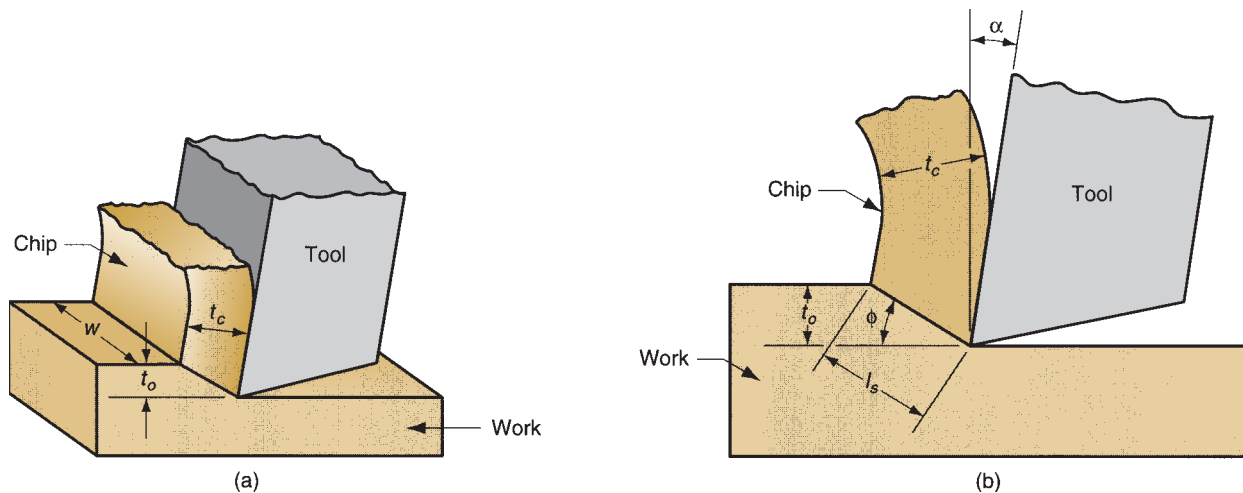 Chip
Tool
w
t_c
t_o
Work
(a)
α
Chip
t_c
Tool
t_o
ϕ
Work
l_s
(b)